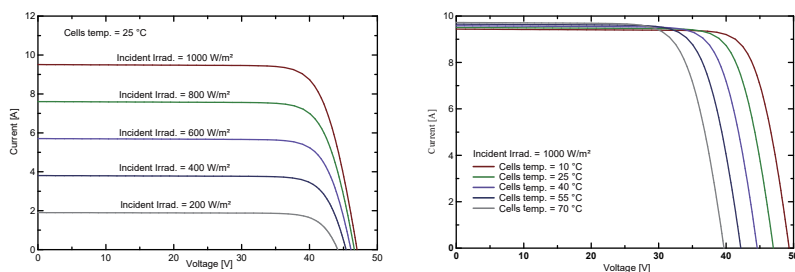 Cells temp. = 25 °C
Incident Irrad. = 1000 W/m²
Incident Irrad. = 800 W/m²
Incident Irrad. = 600 W/m²
Incident Irrad. = 400 W/m²
Incident Irrad. = 200 W/m²
12
10
8
6
4
2
0
Current [A]
0
10
20
30
40
50
Voltage [V]
10
8
6
4
2
0
Current [A]
Incident Irrad. = 1000 W/m²
Cells temp. = 10 °C
Cells temp. = 25 °C
Cells temp. = 40 °C
Cells temp. = 55 °C
Cells temp. = 70 °C
0
10
20
30
40
50
Voltage [V]